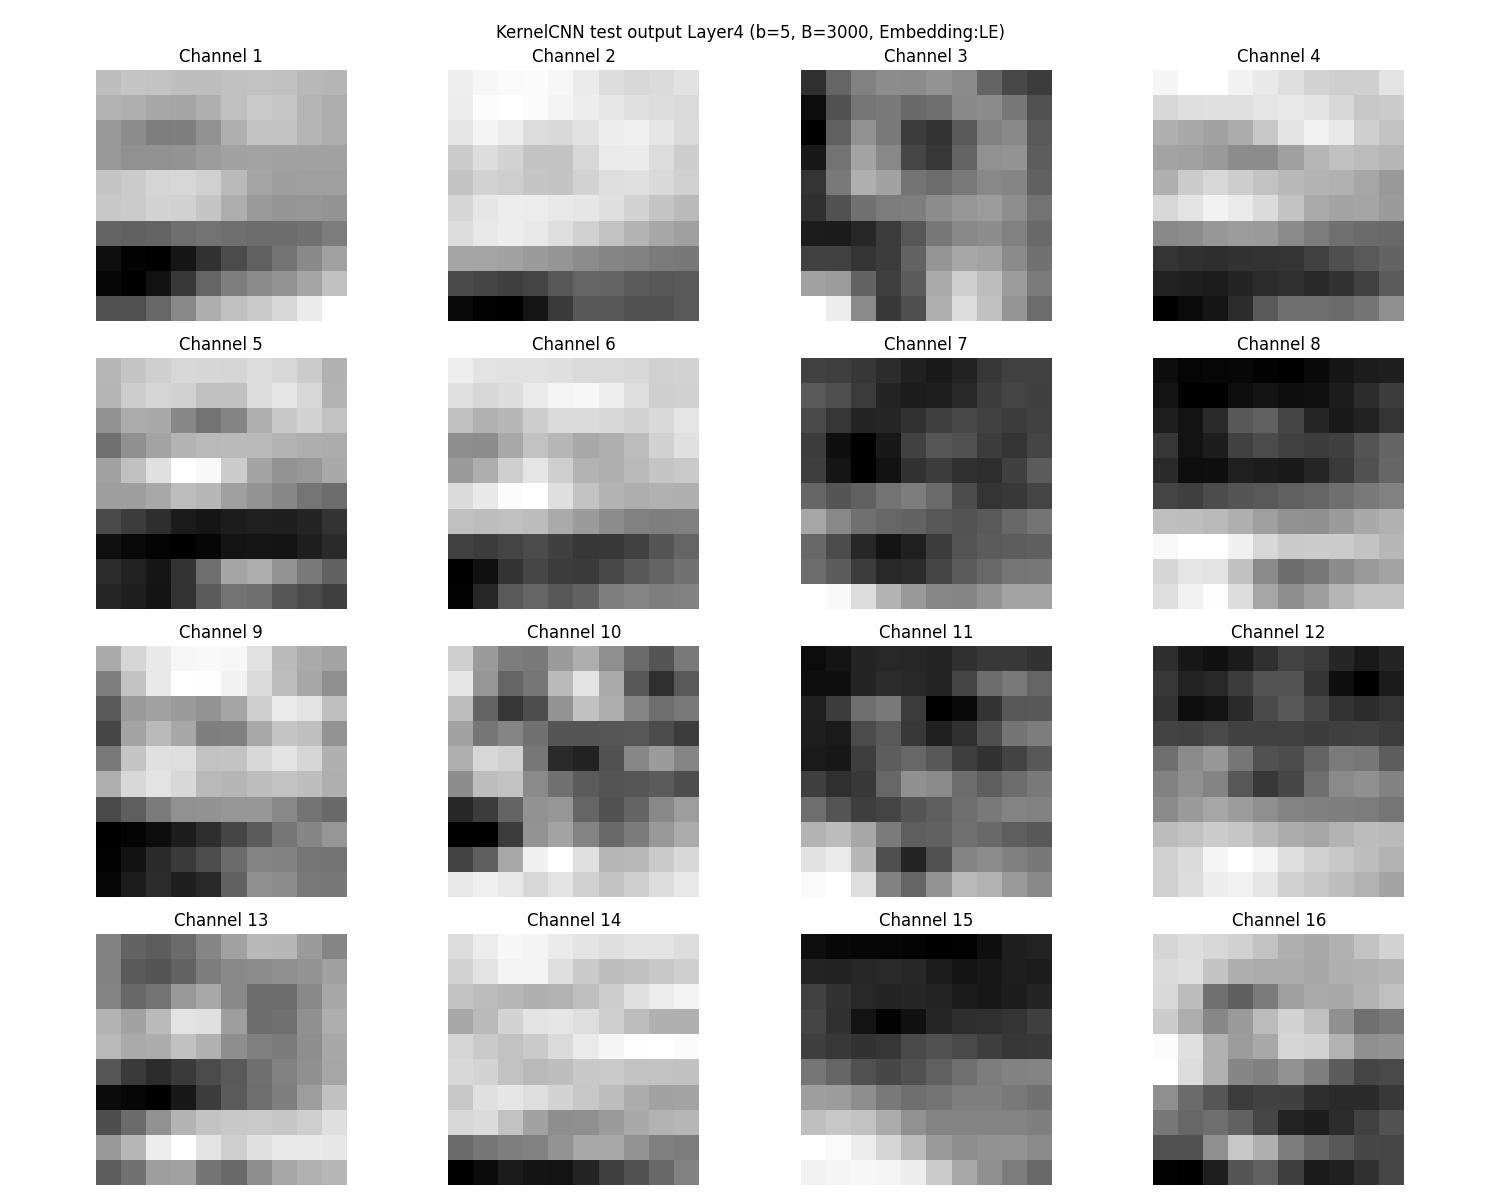 KernelCNN test output Layer4 (b=5, B=3000, Embedding:LE)
Channel 1
Channel 2
Channel 3
Channel 4
Channel 5
Channel 6
Channel 7
Channel 8
Channel 9
Channel 10
Channel 11
Channel 12
Channel 13
Channel 14
Channel 15
Channel 16